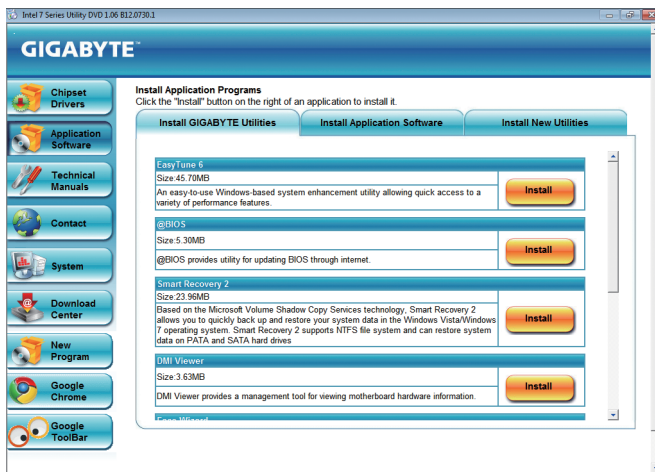 Intel 7 Series Utility DVD 1.06 B12.0730.1
GIGABYTE™
Chipset
Drivers
Application
Software
Technical
Manuals
Contact
System
Download
Center
New
Program
Google
Chrome
Google
ToolBar
Install Application Programs
Click the "Install" button on the right of an application to install it.
Install GIGABYTE Utilities
Install Application Software
Install New Utilities
EasyTune 6
Size:45.70MB
An easy-to-use Windows-based system enhancement utility allowing quick access to a
variety of performance features.
Install
@BIOS
Size:5.30MB
@BIOS provides utility for updating BIOS through internet.
Install
Smart Recovery 2
Size:23.96MB
Based on the Microsoft Volume Shadow Copy Services technology, Smart Recovery 2
allows you to quickly back up and restore your system data in the Windows Vista/Windows
7 operating system. Smart Recovery 2 supports NTFS file system and can restore system
data on PATA and SATA hard drives
Install
DMI Viewer
Size:3.63MB
DMI Viewer provides a management tool for viewing motherboard hardware information.
Install